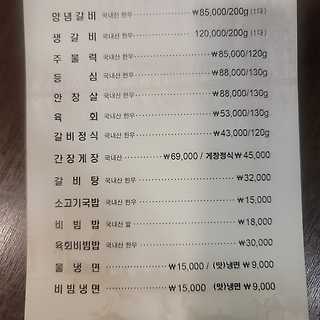 양념갈비 국내산 한우 ₩85,000/200g (1대)
생갈비 국내산 한우 120,000/200g (1대)
주물럭 국내산 한우 ₩85,000/120g
등심 국내산 한우 ₩88,000/130g
안창살 국내산 한우 ₩88,000/130g
육회 국내산 한우 ₩53,000/130g
갈비정식 국내산 한우 ₩43,000/120g
간장게장 국내산 ₩69,000 / 게장정식 ₩45,000
갈비탕 국내산 한우 ₩32,000
소고기국밥 국내산 한우 ₩15,000
비빔밥 국내산 쌀 ₩18,000
육회비빔밥 국내산 한우 ₩30,000
물냉면 ₩15,000 / (맛)냉면 ₩9,000
비빔냉면 ₩15,000 (맛)냉면 ₩9,000